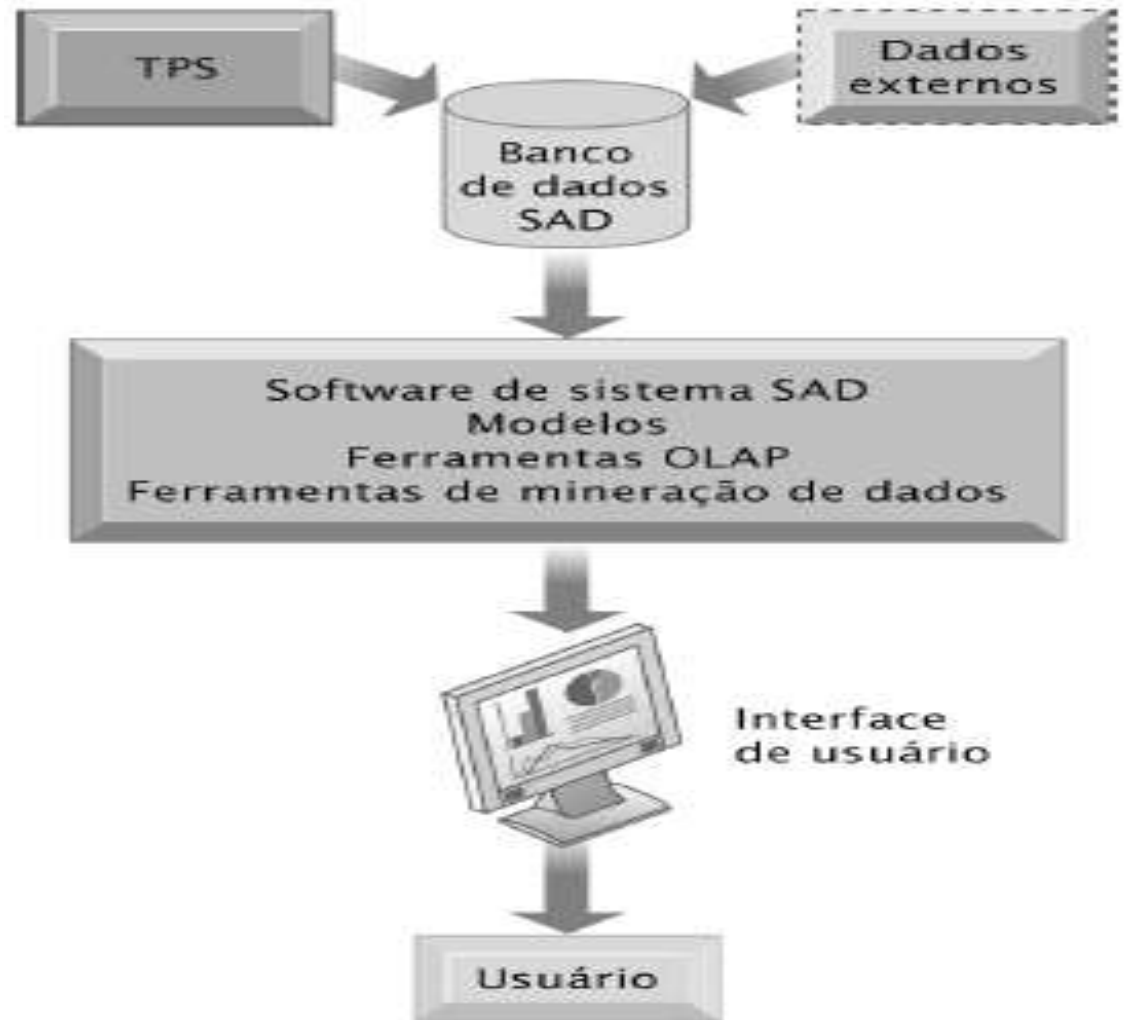 TPS
Dados
externos
Banco
de dados
SAD
Software de sistema SAD
Modelos
Ferramentas OLAP
Ferramentas de mineração de dados
Interface
de usuário
Usuário